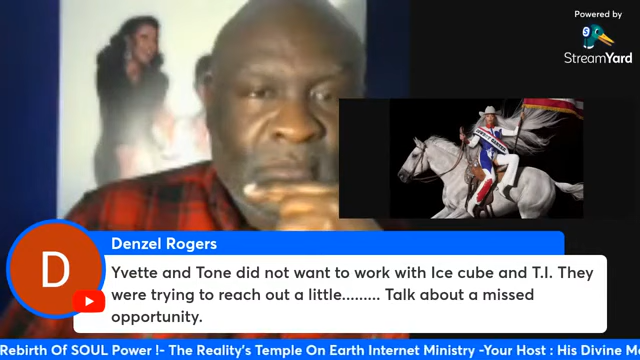 Powered by
StreamYard
D
Denzel Rogers
Yvette and Tone did not want to work with Ice cube and T.I. They
were trying to reach out a little......... Talk about a missed
opportunity.
Rebirth Of SOUL Power !- The Reality's Temple On Earth Internet Ministry -Your Host : His Divine M